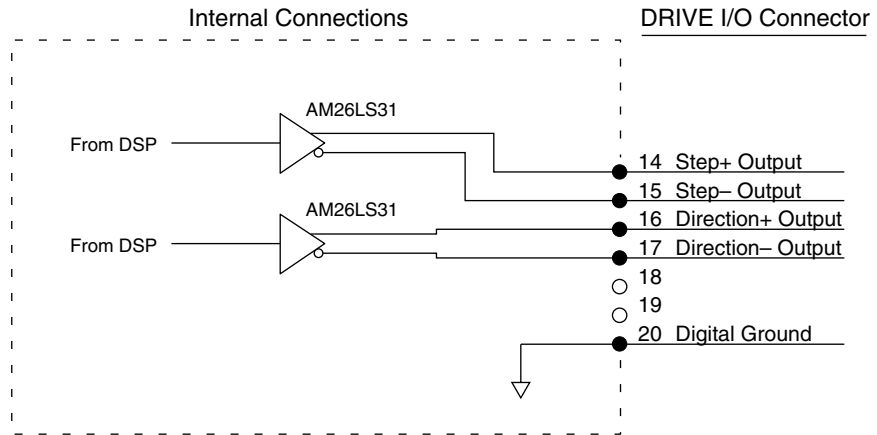 Internal Connections
DRIVE I/O Connector
AM26LS31
From DSP
14 Step+ Output
15 Step– Output
AM26LS31
16 Direction+ Output
From DSP
17 Direction– Output
18
19
20 Digital Ground